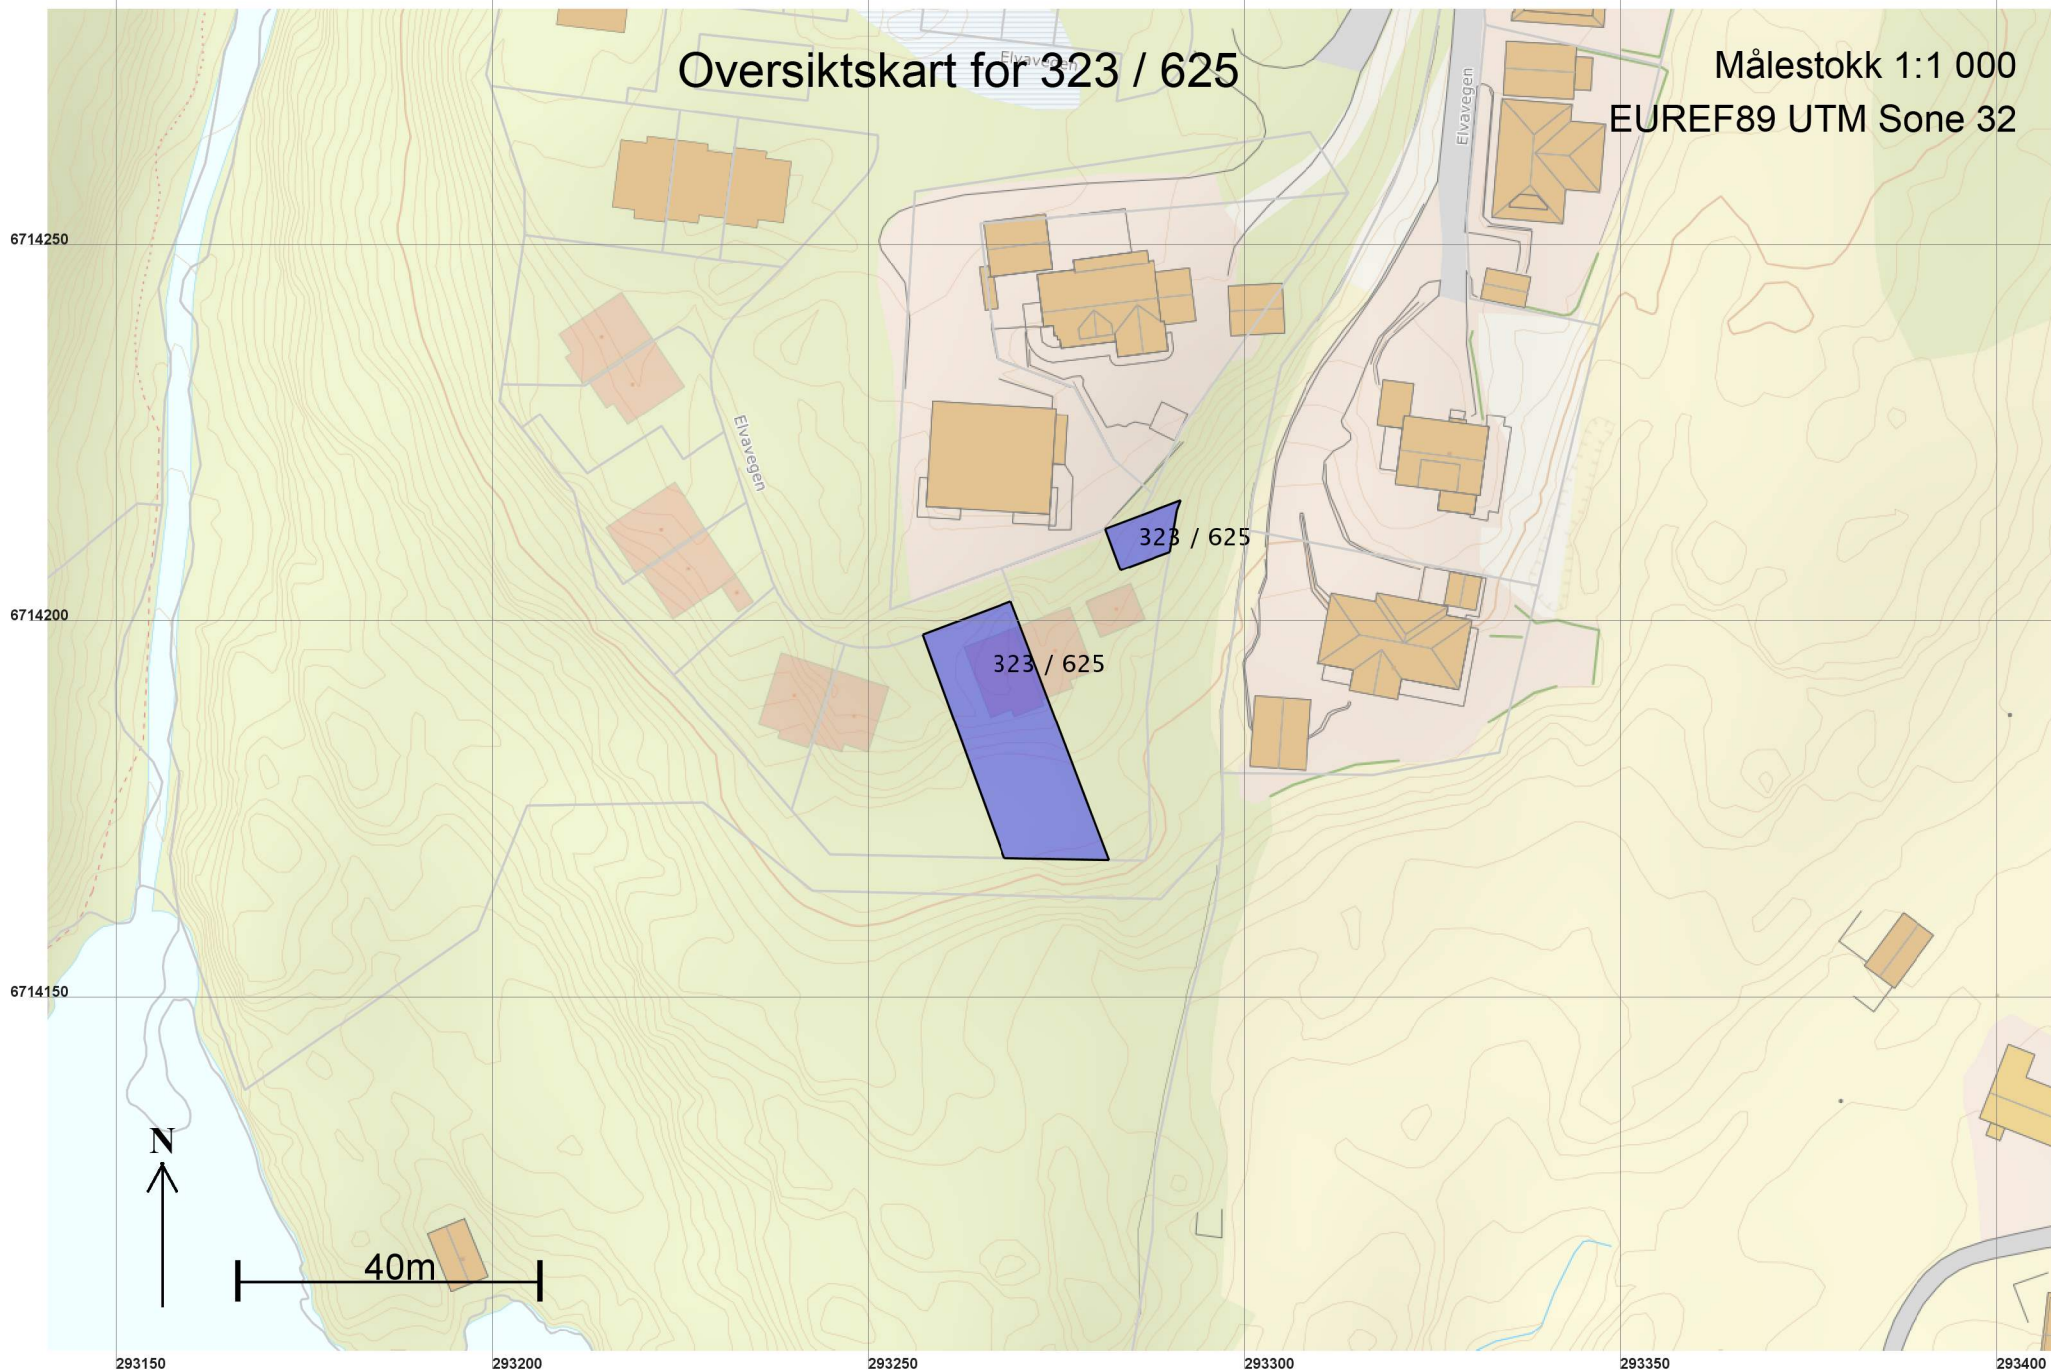 Elvavegen
Oversiktskart for 323 / 625
Målestokk 1:1 000
EUREF89 UTM Sone 32
Elvavegen
6714250
Elvavegen
323 / 625
6714200
323 / 625
6714150
N
40m
293150
293200
293250
293300
293350
293400